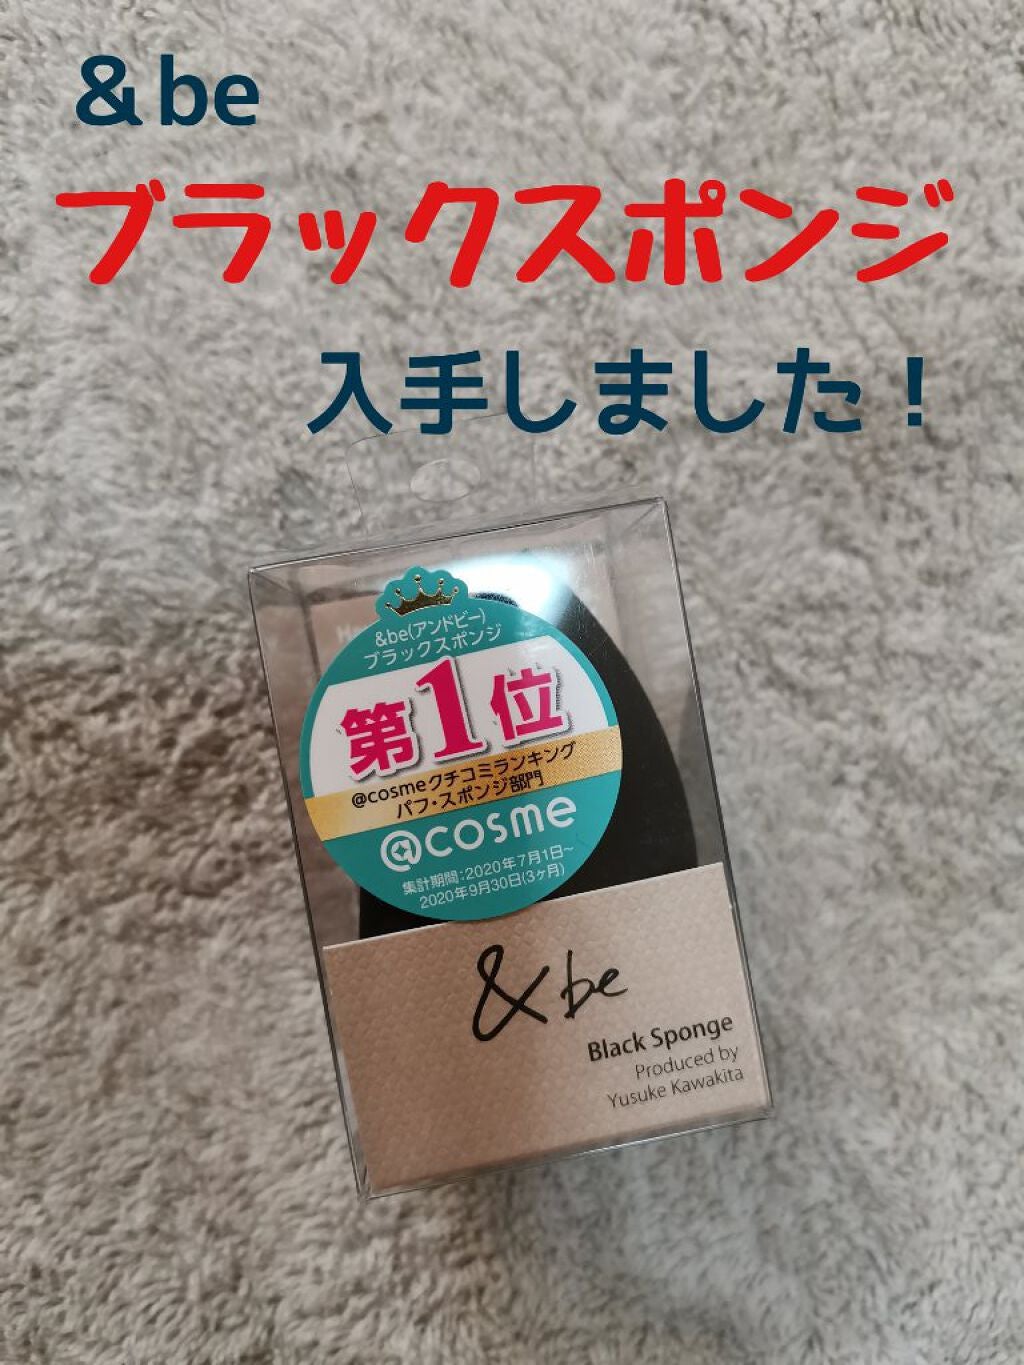 &be
ブラックスポンジ
入手しました！
&be(アンドビー)
ブラックスポンジ
第1位
@cosmeクチコミランキング
パフ・スポンジ部門
@cosme
集計期間：2020年7月1日〜
2020年9月30日(3ヶ月)
&be
Black Sponge
Produced by
Yusuke Kawakita